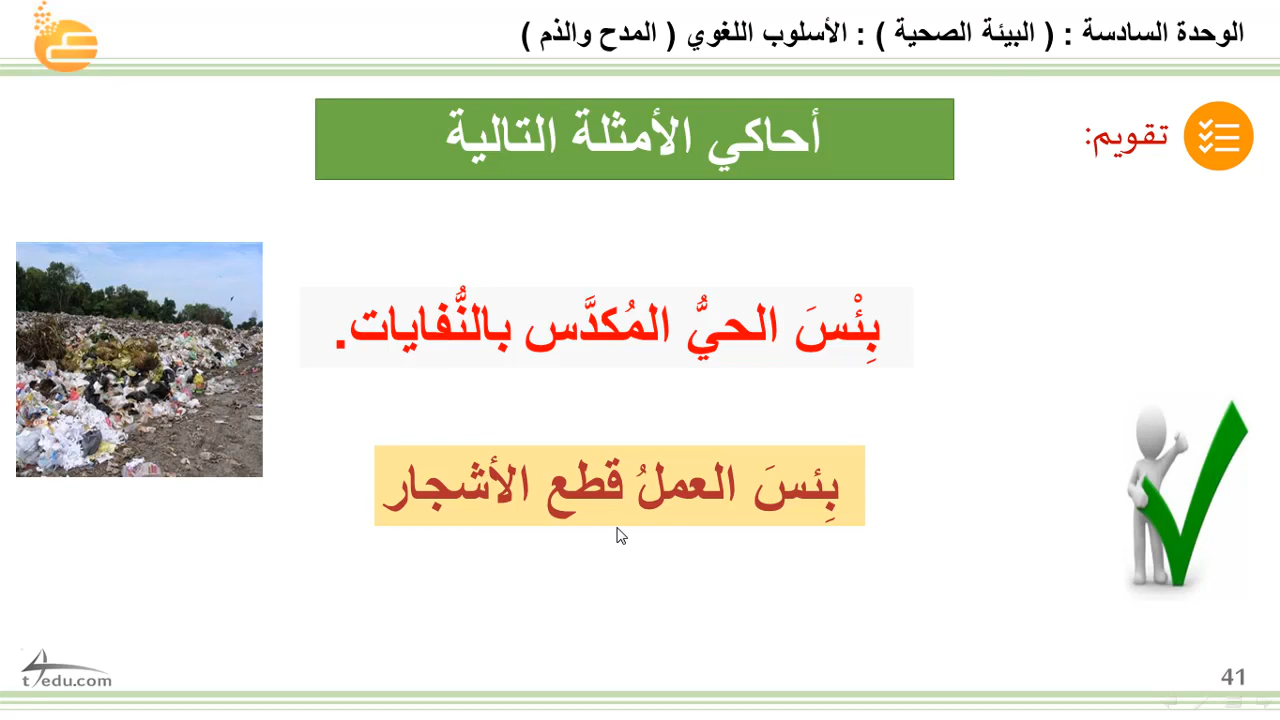 الوحدة السادسة : ( البيئة الصحية ) : الأسلوب اللغوي ( المدح والذم )
تقويم:
أحاكي الأمثلة التالية
بِئْسَ الحيُّ المُكدَّس بالنُّفايات.
بِئسَ العملُ قطع الأشجار
t4edu.com
41